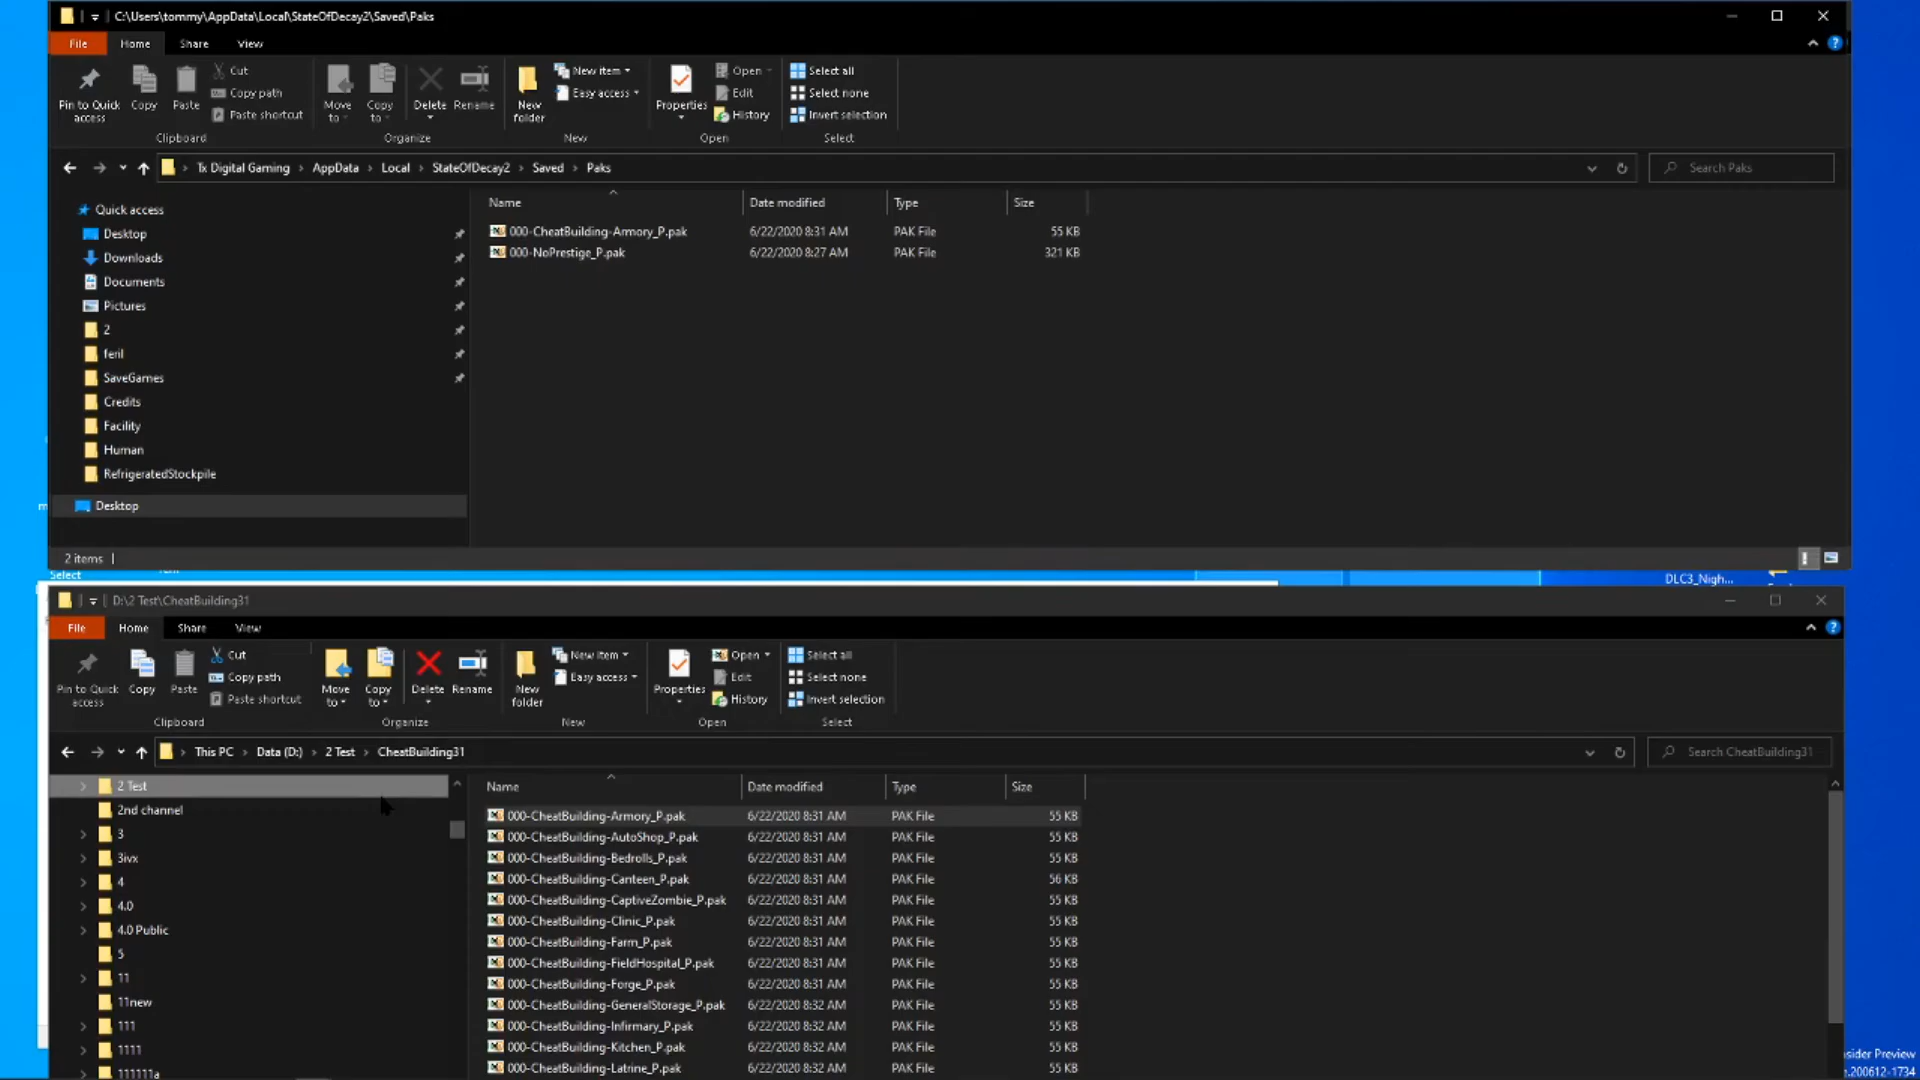 C:\Users\tommy\AppData\Local\StateOfDecay2\Saved\Paks
File Home Share View
Pin to Quick access
Copy
Paste
Cut
Copy path
Paste shortcut
Clipboard
Move to
Copy to
Delete
Rename
Organize
New folder
New item
Easy access
New
Properties
Open
Edit
History
Open
Select all
Select none
Invert selection
Select
Tx Digital Gaming › AppData › Local › StateOfDecay2 › Saved › Paks
Search Paks
Quick access
Desktop
Downloads
Documents
Pictures
2
feril
SaveGames
Credits
Facility
Human
RefrigeratedStockpile
Desktop
Name Date modified Type Size
000-CheatBuilding-Armory_P.pak 6/22/2020 8:31 AM PAK File 55 KB
000-NoPrestige_P.pak 6/22/2020 8:27 AM PAK File 321 KB
2 items
Select
DLC3_Nigh...
D:\2 Test\CheatBuilding31
File Home Share View
Pin to Quick access
Copy
Paste
Cut
Copy path
Paste shortcut
Clipboard
Move to
Copy to
Delete
Rename
Organize
New folder
New item
Easy access
New
Properties
Open
Edit
History
Open
Select all
Select none
Invert selection
Select
This PC › Data (D:) › 2 Test › CheatBuilding31
Search CheatBuilding31
2 Test
2nd channel
3
3ivx
4
4.0
4.0 Public
5
11
11new
111
1111
111111a
Name Date modified Type Size
000-CheatBuilding-Armory_P.pak 6/22/2020 8:31 AM PAK File 55 KB
000-CheatBuilding-AutoShop_P.pak 6/22/2020 8:31 AM PAK File 55 KB
000-CheatBuilding-Bedrolls_P.pak 6/22/2020 8:31 AM PAK File 55 KB
000-CheatBuilding-Canteen_P.pak 6/22/2020 8:31 AM PAK File 56 KB
000-CheatBuilding-CaptiveZombie_P.pak 6/22/2020 8:31 AM PAK File 55 KB
000-CheatBuilding-Clinic_P.pak 6/22/2020 8:31 AM PAK File 55 KB
000-CheatBuilding-Farm_P.pak 6/22/2020 8:31 AM PAK File 55 KB
000-CheatBuilding-FieldHospital_P.pak 6/22/2020 8:31 AM PAK File 55 KB
000-CheatBuilding-Forge_P.pak 6/22/2020 8:31 AM PAK File 55 KB
000-CheatBuilding-GeneralStorage_P.pak 6/22/2020 8:32 AM PAK File 55 KB
000-CheatBuilding-Infirmary_P.pak 6/22/2020 8:32 AM PAK File 55 KB
000-CheatBuilding-Kitchen_P.pak 6/22/2020 8:32 AM PAK File 55 KB
000-CheatBuilding-Latrine_P.pak 6/22/2020 8:32 AM PAK File 55 KB
sider Preview
.200612-1734